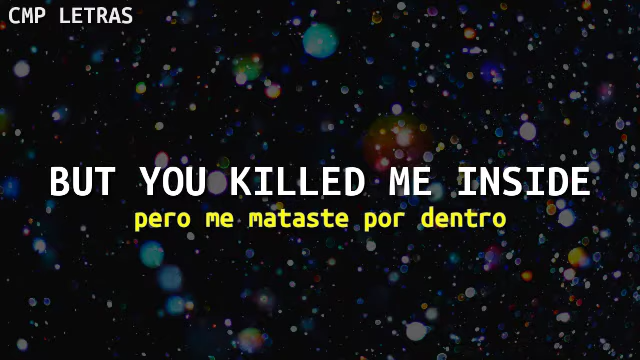 CMP LETRAS
BUT YOU KILLED ME INSIDE
pero me mataste por dentro